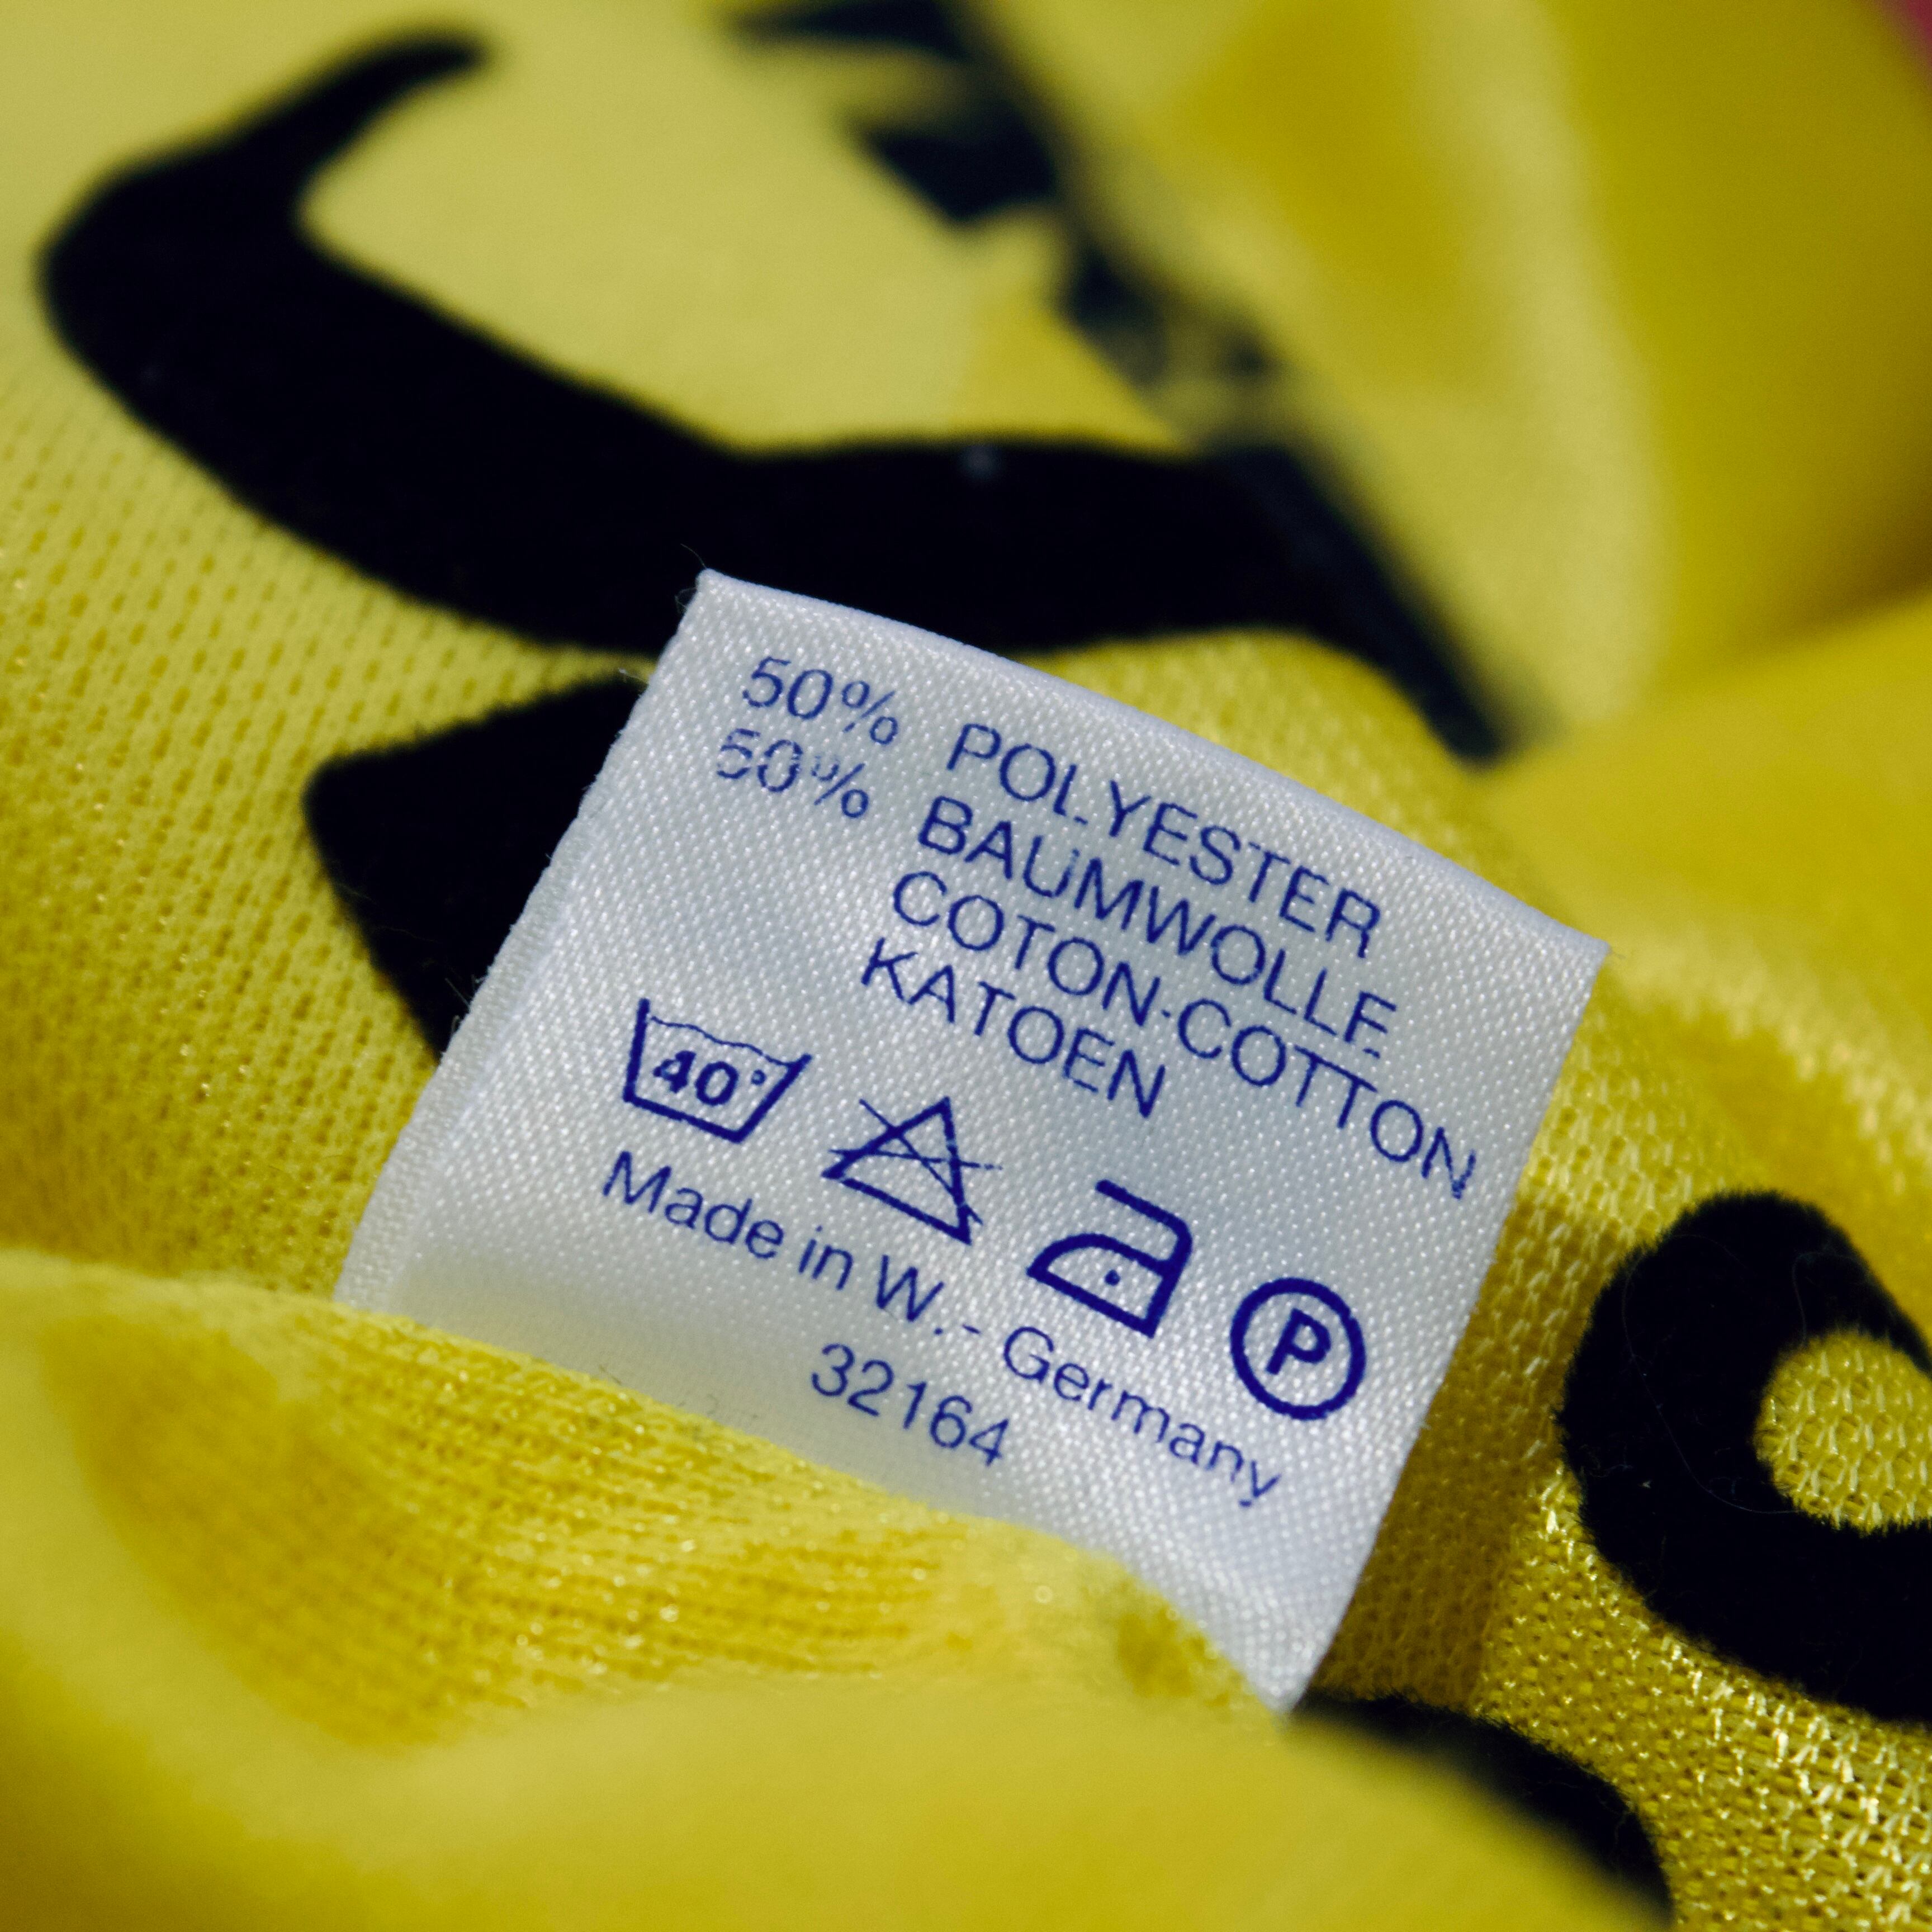 50% POLYESTER
50% BAUMWOLLE
COTON-COTTON
KATOEN
40°
P
Made in W.- Germany
32164